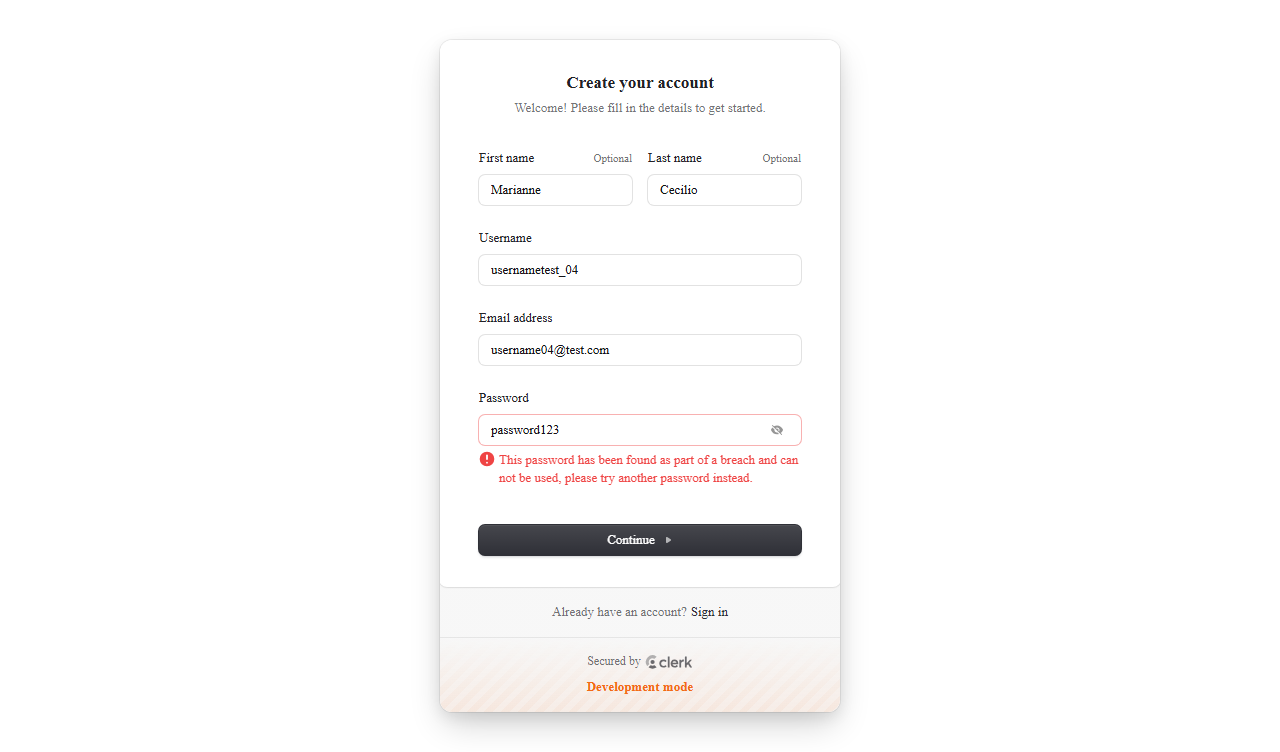 Create your account
Welcome! Please fill in the details to get started.
First name Optional Last name Optional
Marianne Cecilio
Username
usernametest_04
Email address
username04@test.com
Password
password123
This password has been found as part of a breach and can
not be used, please try another password instead.
Continue
Already have an account? Sign in
Secured by clerk
Development mode